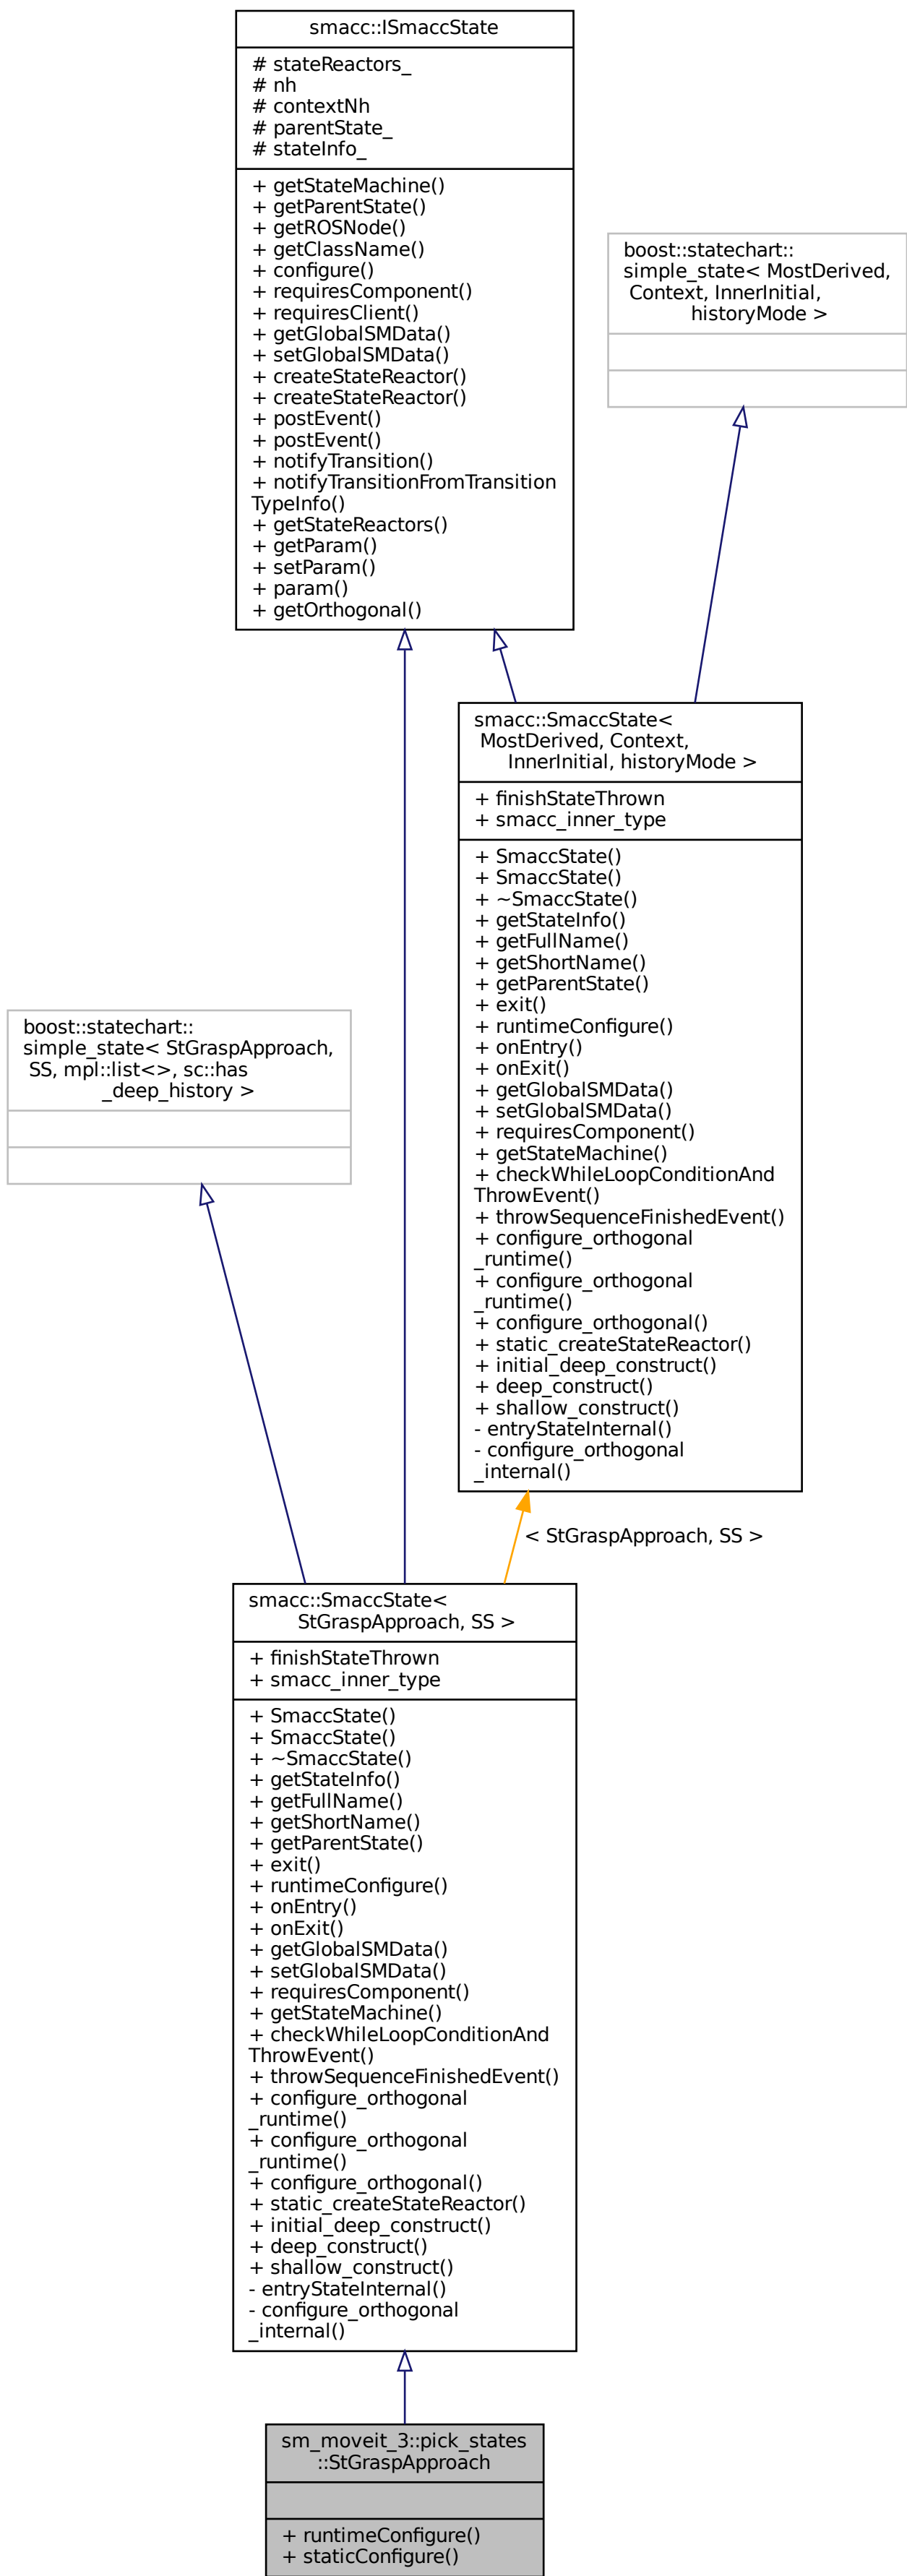 smacc::ISmaccState
# stateReactors_
# nh
# contextNh
# parentState_
# stateInfo_
+ getStateMachine()
+ getParentState()
+ getROSNode()
+ getClassName()
+ configure()
+ requiresComponent()
+ requiresClient()
+ getGlobalSMData()
+ setGlobalSMData()
+ createStateReactor()
+ createStateReactor()
+ postEvent()
+ postEvent()
+ notifyTransition()
+ notifyTransitionFromTransition
TypeInfo()
+ getStateReactors()
+ getParam()
+ setParam()
+ param()
+ getOrthogonal()
boost::statechart::
simple_state< MostDerived,
Context, InnerInitial,
historyMode >
smacc::SmaccState<
MostDerived, Context,
InnerInitial, historyMode >
+ finishStateThrown
+ smacc_inner_type
+ SmaccState()
+ SmaccState()
+ ~SmaccState()
+ getStateInfo()
+ getFullName()
+ getShortName()
+ getParentState()
+ exit()
+ runtimeConfigure()
+ onEntry()
+ onExit()
+ getGlobalSMData()
+ setGlobalSMData()
+ requiresComponent()
+ getStateMachine()
+ checkWhileLoopConditionAnd
ThrowEvent()
+ throwSequenceFinishedEvent()
+ configure_orthogonal
_runtime()
+ configure_orthogonal
_runtime()
+ configure_orthogonal()
+ static_createStateReactor()
+ initial_deep_construct()
+ deep_construct()
+ shallow_construct()
- entryStateInternal()
- configure_orthogonal
_internal()
boost::statechart::
simple_state< StGraspApproach,
SS, mpl::list<>, sc::has
_deep_history >
< StGraspApproach, SS >
smacc::SmaccState<
StGraspApproach, SS >
+ finishStateThrown
+ smacc_inner_type
+ SmaccState()
+ SmaccState()
+ ~SmaccState()
+ getStateInfo()
+ getFullName()
+ getShortName()
+ getParentState()
+ exit()
+ runtimeConfigure()
+ onEntry()
+ onExit()
+ getGlobalSMData()
+ setGlobalSMData()
+ requiresComponent()
+ getStateMachine()
+ checkWhileLoopConditionAnd
ThrowEvent()
+ throwSequenceFinishedEvent()
+ configure_orthogonal
_runtime()
+ configure_orthogonal
_runtime()
+ configure_orthogonal()
+ static_createStateReactor()
+ initial_deep_construct()
+ deep_construct()
+ shallow_construct()
- entryStateInternal()
- configure_orthogonal
_internal()
sm_moveit_3::pick_states
::StGraspApproach
+ runtimeConfigure()
+ staticConfigure()